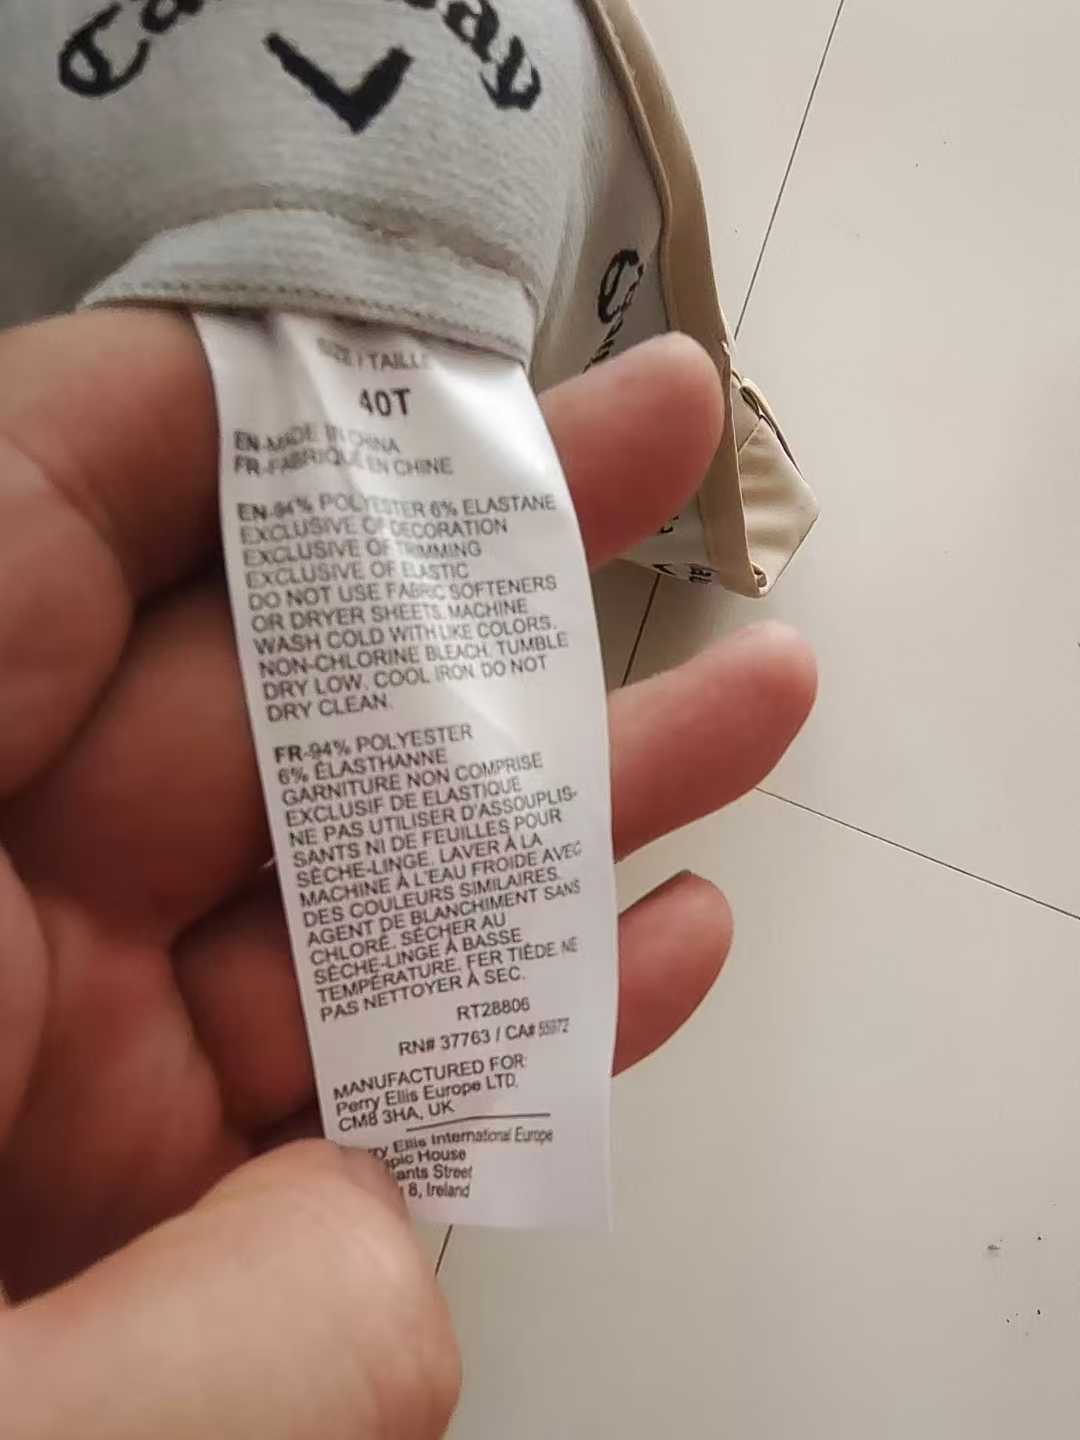 SIZE / TAILLE
40T
EN-MADE IN CHINA
FR-FABRIQUE EN CHINE
EN-94% POLYESTER 6% ELASTANE
EXCLUSIVE OF DECORATION
EXCLUSIVE OF TRIMMING
EXCLUSIVE OF ELASTIC
DO NOT USE FABRIC SOFTENERS
OR DRYER SHEETS. MACHINE
WASH COLD WITH LIKE COLORS.
NON-CHLORINE BLEACH. TUMBLE
DRY LOW. COOL IRON. DO NOT
DRY CLEAN.
FR-94% POLYESTER
6% ÉLASTHANNE
GARNITURE NON COMPRISE
EXCLUSIF DE ELASTIQUE
NE PAS UTILISER D'ASSOUPLIS-
SANTS NI DE FEUILLES POUR
SÈCHE-LINGE. LAVER À LA
MACHINE À L'EAU FROIDE AVEC
DES COULEURS SIMILAIRES.
AGENT DE BLANCHIMENT SANS
CHLORÉ. SÉCHER AU
SÈCHE-LINGE À BASSE
TEMPÉRATURE. FER TIÈDE. NE
PAS NETTOYER À SEC.
RT28806
RN# 37763 / CA# 55972
MANUFACTURED FOR:
Perry Ellis Europe LTD.
CM8 3HA, UK
Ellis International Europe
House
Street
8, Ireland